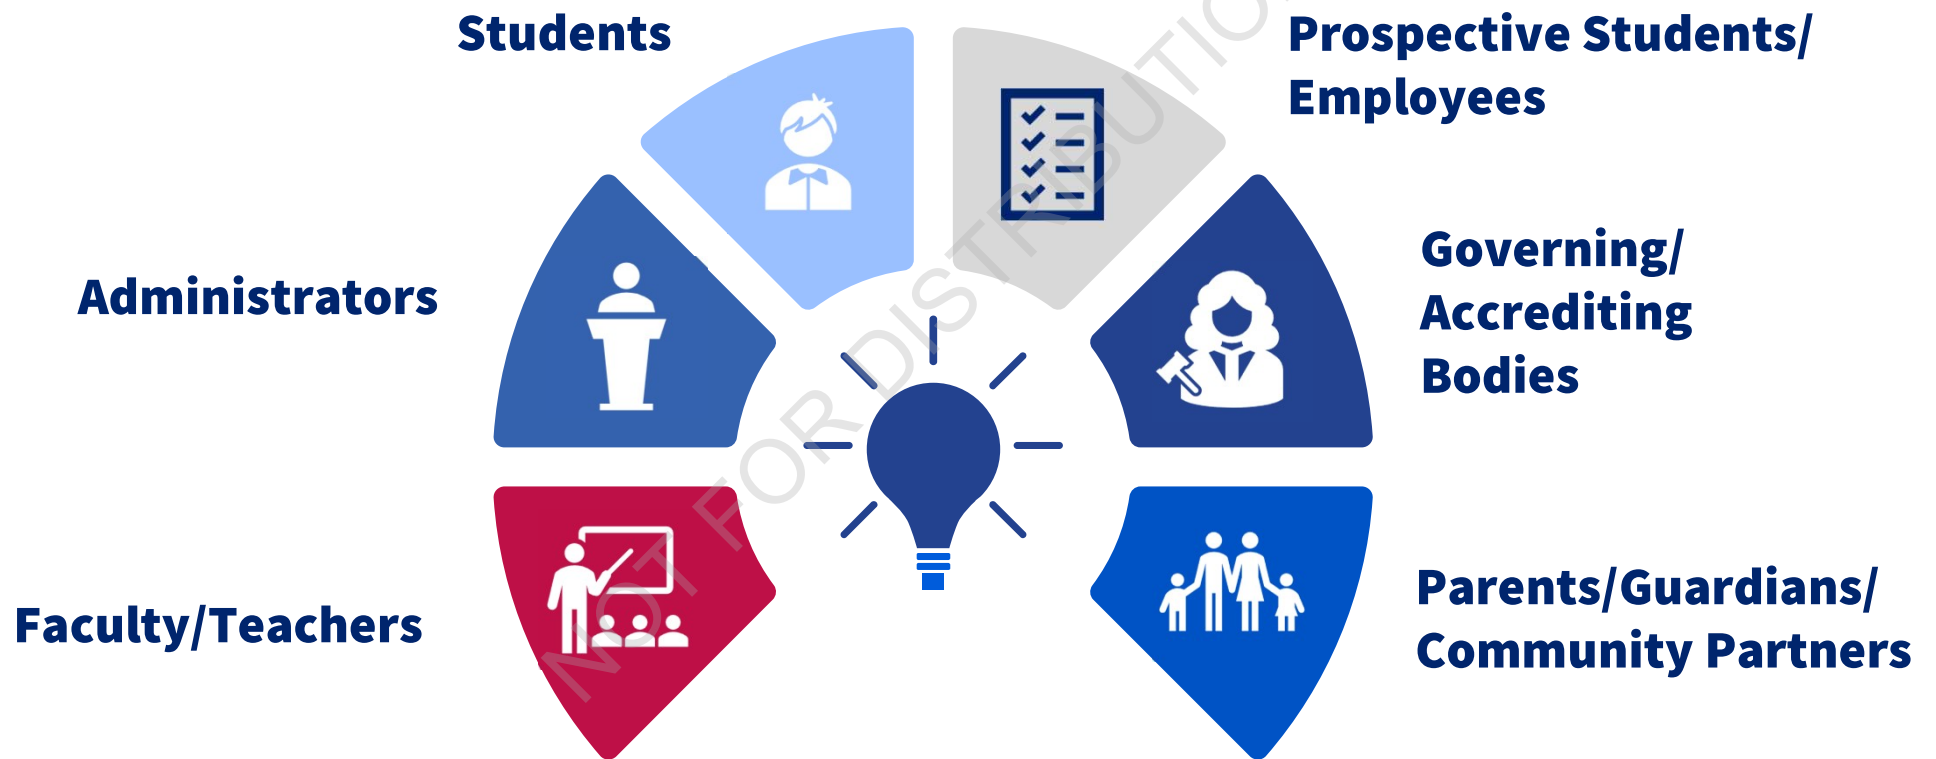 Students
Prospective Students/
Employees
Administrators
Governing/
Accrediting
Bodies
Faculty/Teachers
Parents/Guardians/
Community Partners
NOT FOR DISTRIBUTION